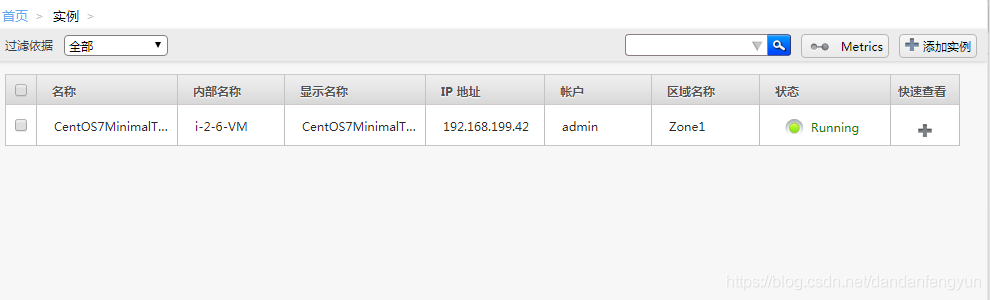 首页 > 实例 >
过滤依据 全部 Metrics 添加实例
名称 内部名称 显示名称 IP 地址 帐户 区域名称 状态 快速查看
CentOS7MinimalT... i-2-6-VM CentOS7MinimalT... 192.168.199.42 admin Zone1 Running
https://blog.csdn.net/dandanfengyun